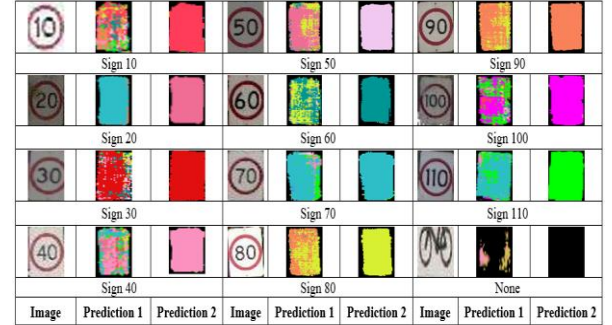 10 50 90
Sign 10 Sign 50 Sign 90
20 60 100
Sign 20 Sign 60 Sign 100
30 70 110
Sign 30 Sign 70 Sign 110
40 80
Sign 40 Sign 80 None
Image Prediction 1 Prediction 2 Image Prediction 1 Prediction 2 Image Prediction 1 Prediction 2